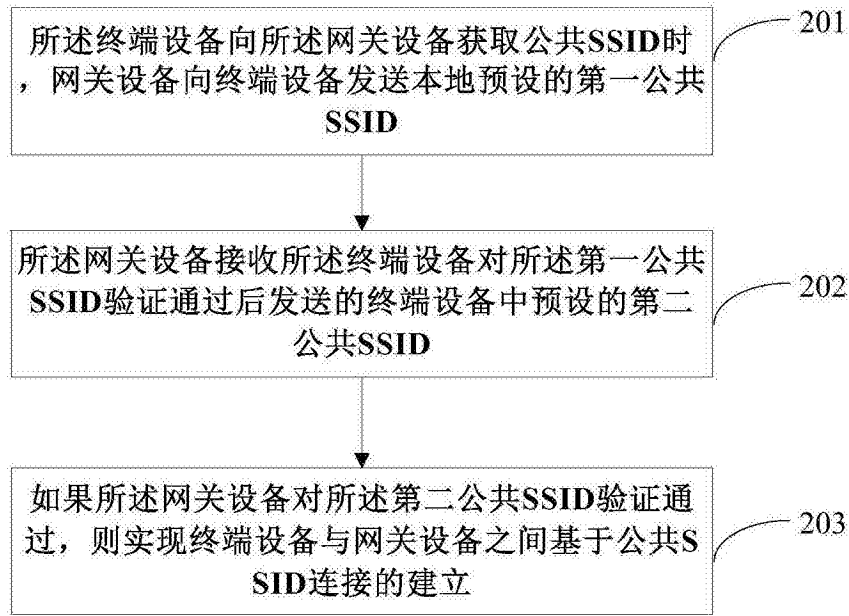 所述终端设备向所述网关设备获取公共SSID时
，网关设备向终端设备发送本地预设的第一公共
SSID
201
所述网关设备接收所述终端设备对所述第一公共
SSID验证通过后发送的终端设备中预设的第二
公共SSID
202
如果所述网关设备对所述第二公共SSID验证通
过，则实现终端设备与网关设备之间基于公共S
SID连接的建立
203